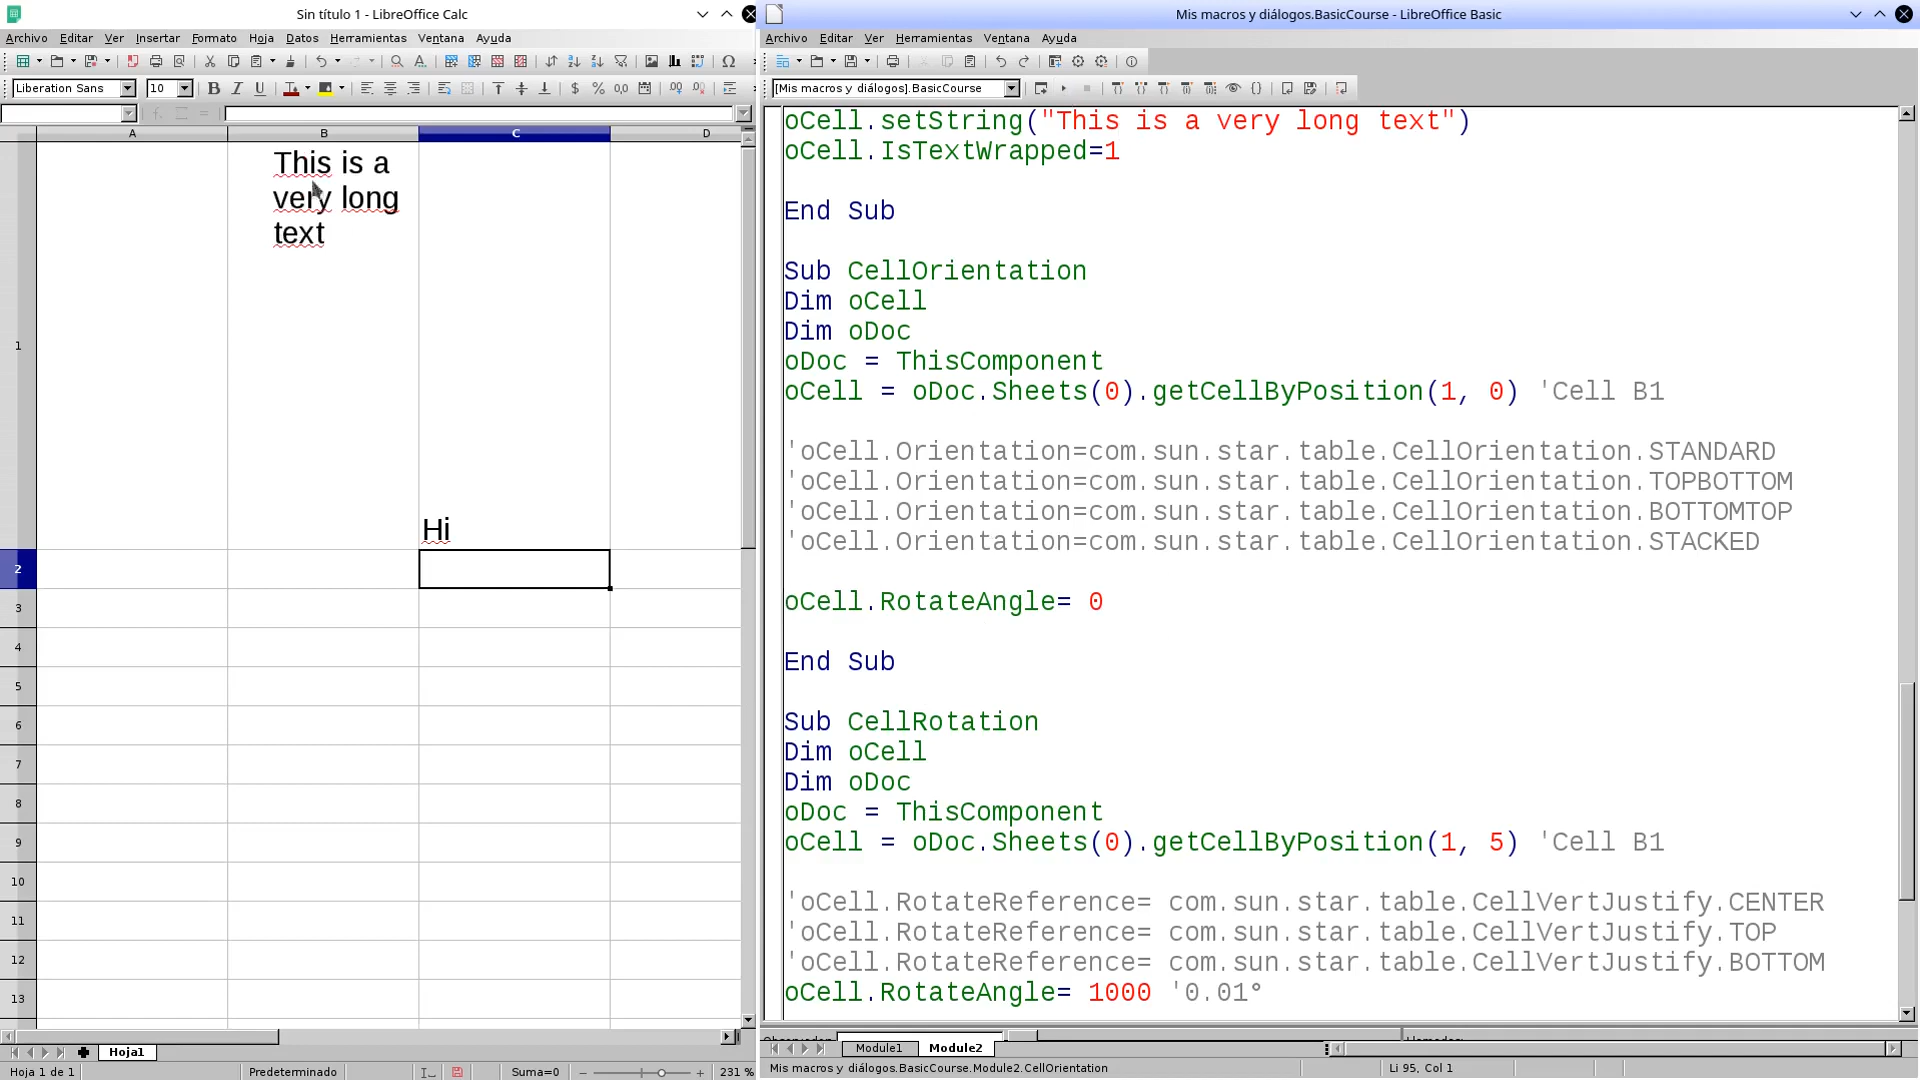 Sin título 1 - LibreOffice Calc
Archivo Editar Ver Insertar Formato Hoja Datos Herramientas Ventana Ayuda
Liberation Sans 10
A B C D
This is a
very long
text
Hi
1
2
3
4
5
6
7
8
9
10
11
12
13
Hoja1
Hoja 1 de 1 Predeterminado Suma=0 231 %
Mis macros y diálogos.BasicCourse - LibreOffice Basic
Archivo Editar Ver Herramientas Ventana Ayuda
[Mis macros y diálogos].BasicCourse
oCell.setString("This is a very long text")
oCell.IsTextWrapped=1
End Sub
Sub CellOrientation
Dim oCell
Dim oDoc
oDoc = ThisComponent
oCell = oDoc.Sheets(0).getCellByPosition(1, 0) 'Cell B1
'oCell.Orientation=com.sun.star.table.CellOrientation.STANDARD
'oCell.Orientation=com.sun.star.table.CellOrientation.TOPBOTTOM
'oCell.Orientation=com.sun.star.table.CellOrientation.BOTTOMTOP
'oCell.Orientation=com.sun.star.table.CellOrientation.STACKED
oCell.RotateAngle= 0
End Sub
Sub CellRotation
Dim oCell
Dim oDoc
oDoc = ThisComponent
oCell = oDoc.Sheets(0).getCellByPosition(1, 5) 'Cell B1
'oCell.RotateReference= com.sun.star.table.CellVertJustify.CENTER
'oCell.RotateReference= com.sun.star.table.CellVertJustify.TOP
'oCell.RotateReference= com.sun.star.table.CellVertJustify.BOTTOM
oCell.RotateAngle= 1000 '0.01°
Module1 Module2
Mis macros y diálogos.BasicCourse.Module2.CellOrientation Li 95, Col 1